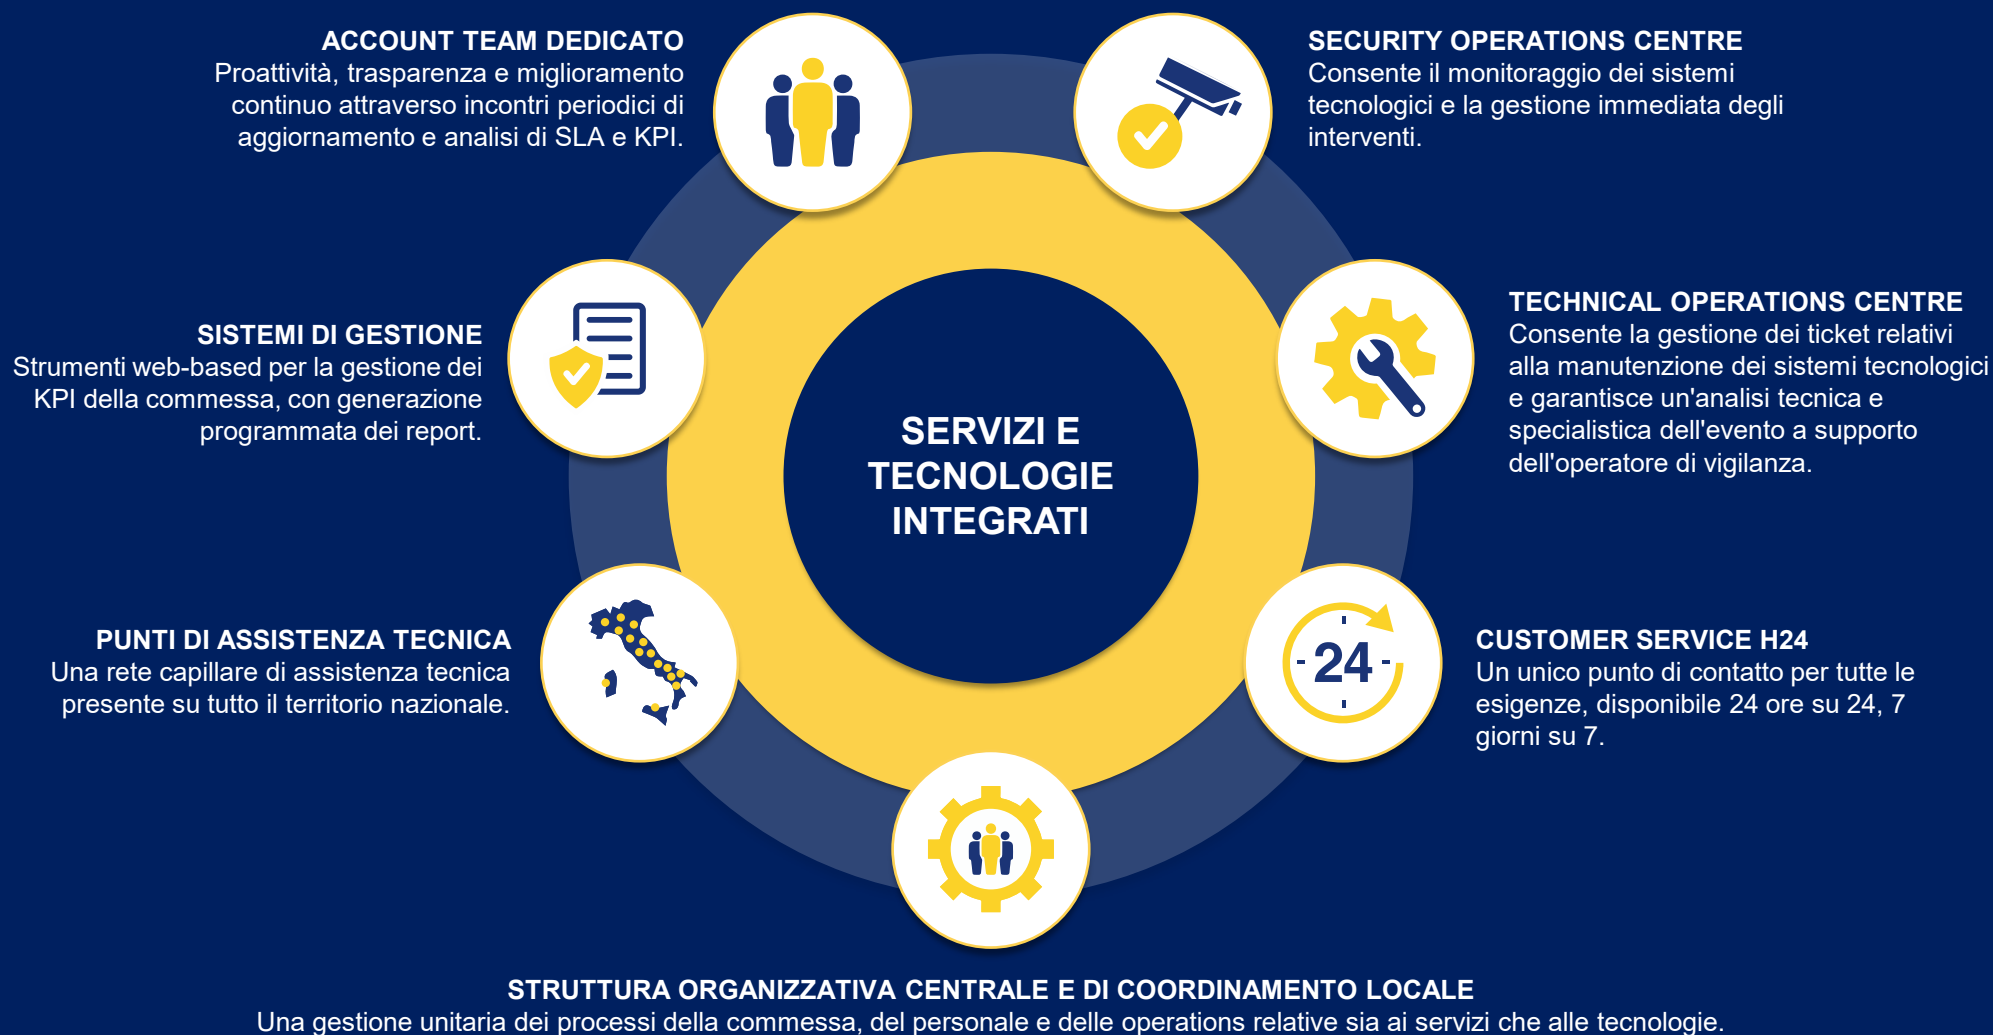 ACCOUNT TEAM DEDICATO
Proattività, trasparenza e miglioramento
continuo attraverso incontri periodici di
aggiornamento e analisi di SLA e KPI.
SECURITY OPERATIONS CENTRE
Consente il monitoraggio dei sistemi
tecnologici e la gestione immediata degli
interventi.
SISTEMI DI GESTIONE
Strumenti web-based per la gestione dei
KPI della commessa, con generazione
programmata dei report.
TECHNICAL OPERATIONS CENTRE
Consente la gestione dei ticket relativi
alla manutenzione dei sistemi tecnologici
e garantisce un'analisi tecnica e
specialistica dell'evento a supporto
dell'operatore di vigilanza.
SERVIZI E
TECNOLOGIE
INTEGRATI
PUNTI DI ASSISTENZA TECNICA
Una rete capillare di assistenza tecnica
presente su tutto il territorio nazionale.
24
CUSTOMER SERVICE H24
Un unico punto di contatto per tutte le
esigenze, disponibile 24 ore su 24, 7
giorni su 7.
STRUTTURA ORGANIZZATIVA CENTRALE E DI COORDINAMENTO LOCALE
Una gestione unitaria dei processi della commessa, del personale e delle operations relative sia ai servizi che alle tecnologie.